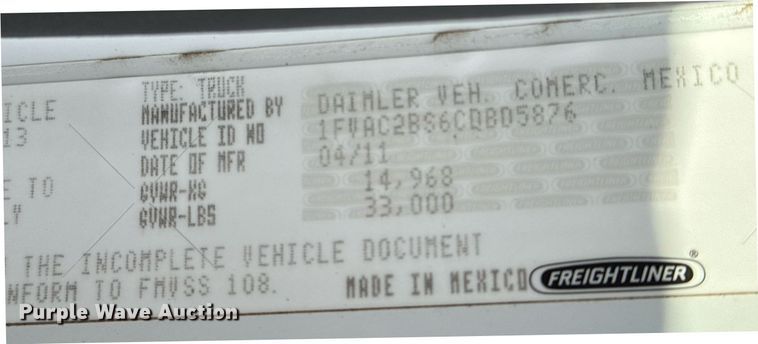 TYPE: TRUCK
ICLE MANUFACTURED BY DAIMLER VEH. COMERC. MEXICO
13 VEHICLE ID NO 1FVAC2BS6CDBD5876
DATE OF MFR 04/11
E TO GVWR-KG 14,968
LY GVWR-LBS 33,000
THE INCOMPLETE VEHICLE DOCUMENT
NFORM TO FMVSS 108. MADE IN MEXICO FREIGHTLINER®
Purple Wave Auction